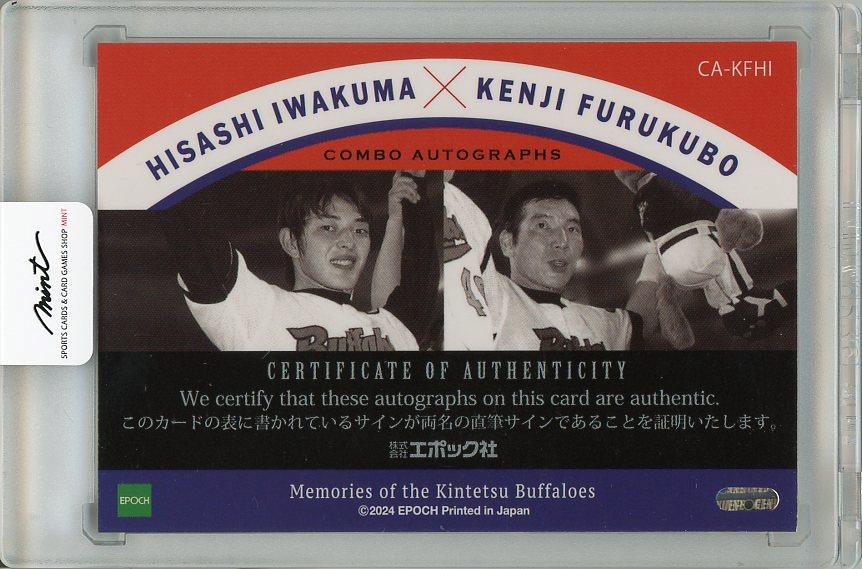 CA-KFHI
HISASHI IWAKUMA × KENJI FURUKUBO
COMBO AUTOGRAPHS
CERTIFICATE OF AUTHENTICITY
We certify that these autographs on this card are authentic.
このカードの表に書かれているサインが両名の直筆サインであることを証明いたします。
株式会社エポック社
EPOCH
Memories of the Kintetsu Buffaloes
©2024 EPOCH Printed in Japan
mint
SPORTS CARDS & CARD GAMES SHOP MINT